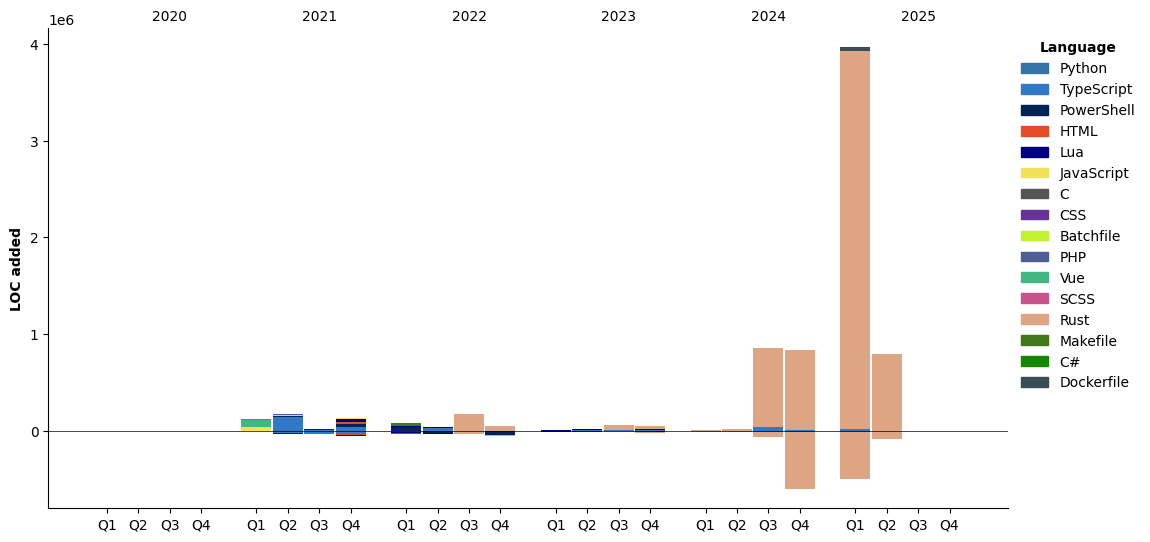 1e6
2020 2021 2022 2023 2024 2025
LOC added
4
3
2
1
0
Q1 Q2 Q3 Q4 Q1 Q2 Q3 Q4 Q1 Q2 Q3 Q4 Q1 Q2 Q3 Q4 Q1 Q2 Q3 Q4 Q1 Q2 Q3 Q4
Language
Python
TypeScript
PowerShell
HTML
Lua
JavaScript
C
CSS
Batchfile
PHP
Vue
SCSS
Rust
Makefile
C#
Dockerfile